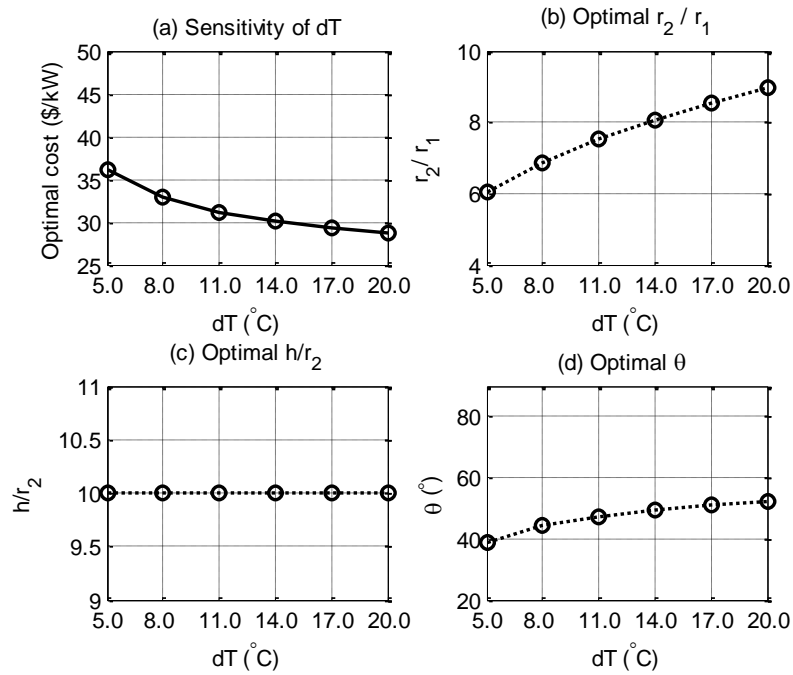 (a) Sensitivity of dT
Optimal cost ($/kW)
50
45
40
35
30
25
5.0 8.0 11.0 14.0 17.0 20.0
dT (°C)
(b) Optimal r₂ / r₁
r₂/ r₁
10
8
6
4
5.0 8.0 11.0 14.0 17.0 20.0
dT (°C)
(c) Optimal h/r₂
h/r₂
11
10.5
10
9.5
9
5.0 8.0 11.0 14.0 17.0 20.0
dT (°C)
(d) Optimal θ
θ (°)
80
60
40
20
5.0 8.0 11.0 14.0 17.0 20.0
dT (°C)